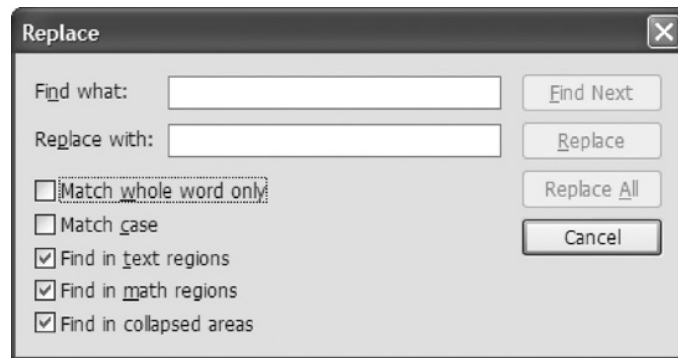 Replace
Find what:
Find Next
Replace with:
Replace
Match whole word only
Replace All
Match case
Cancel
Find in text regions
Find in math regions
Find in collapsed areas